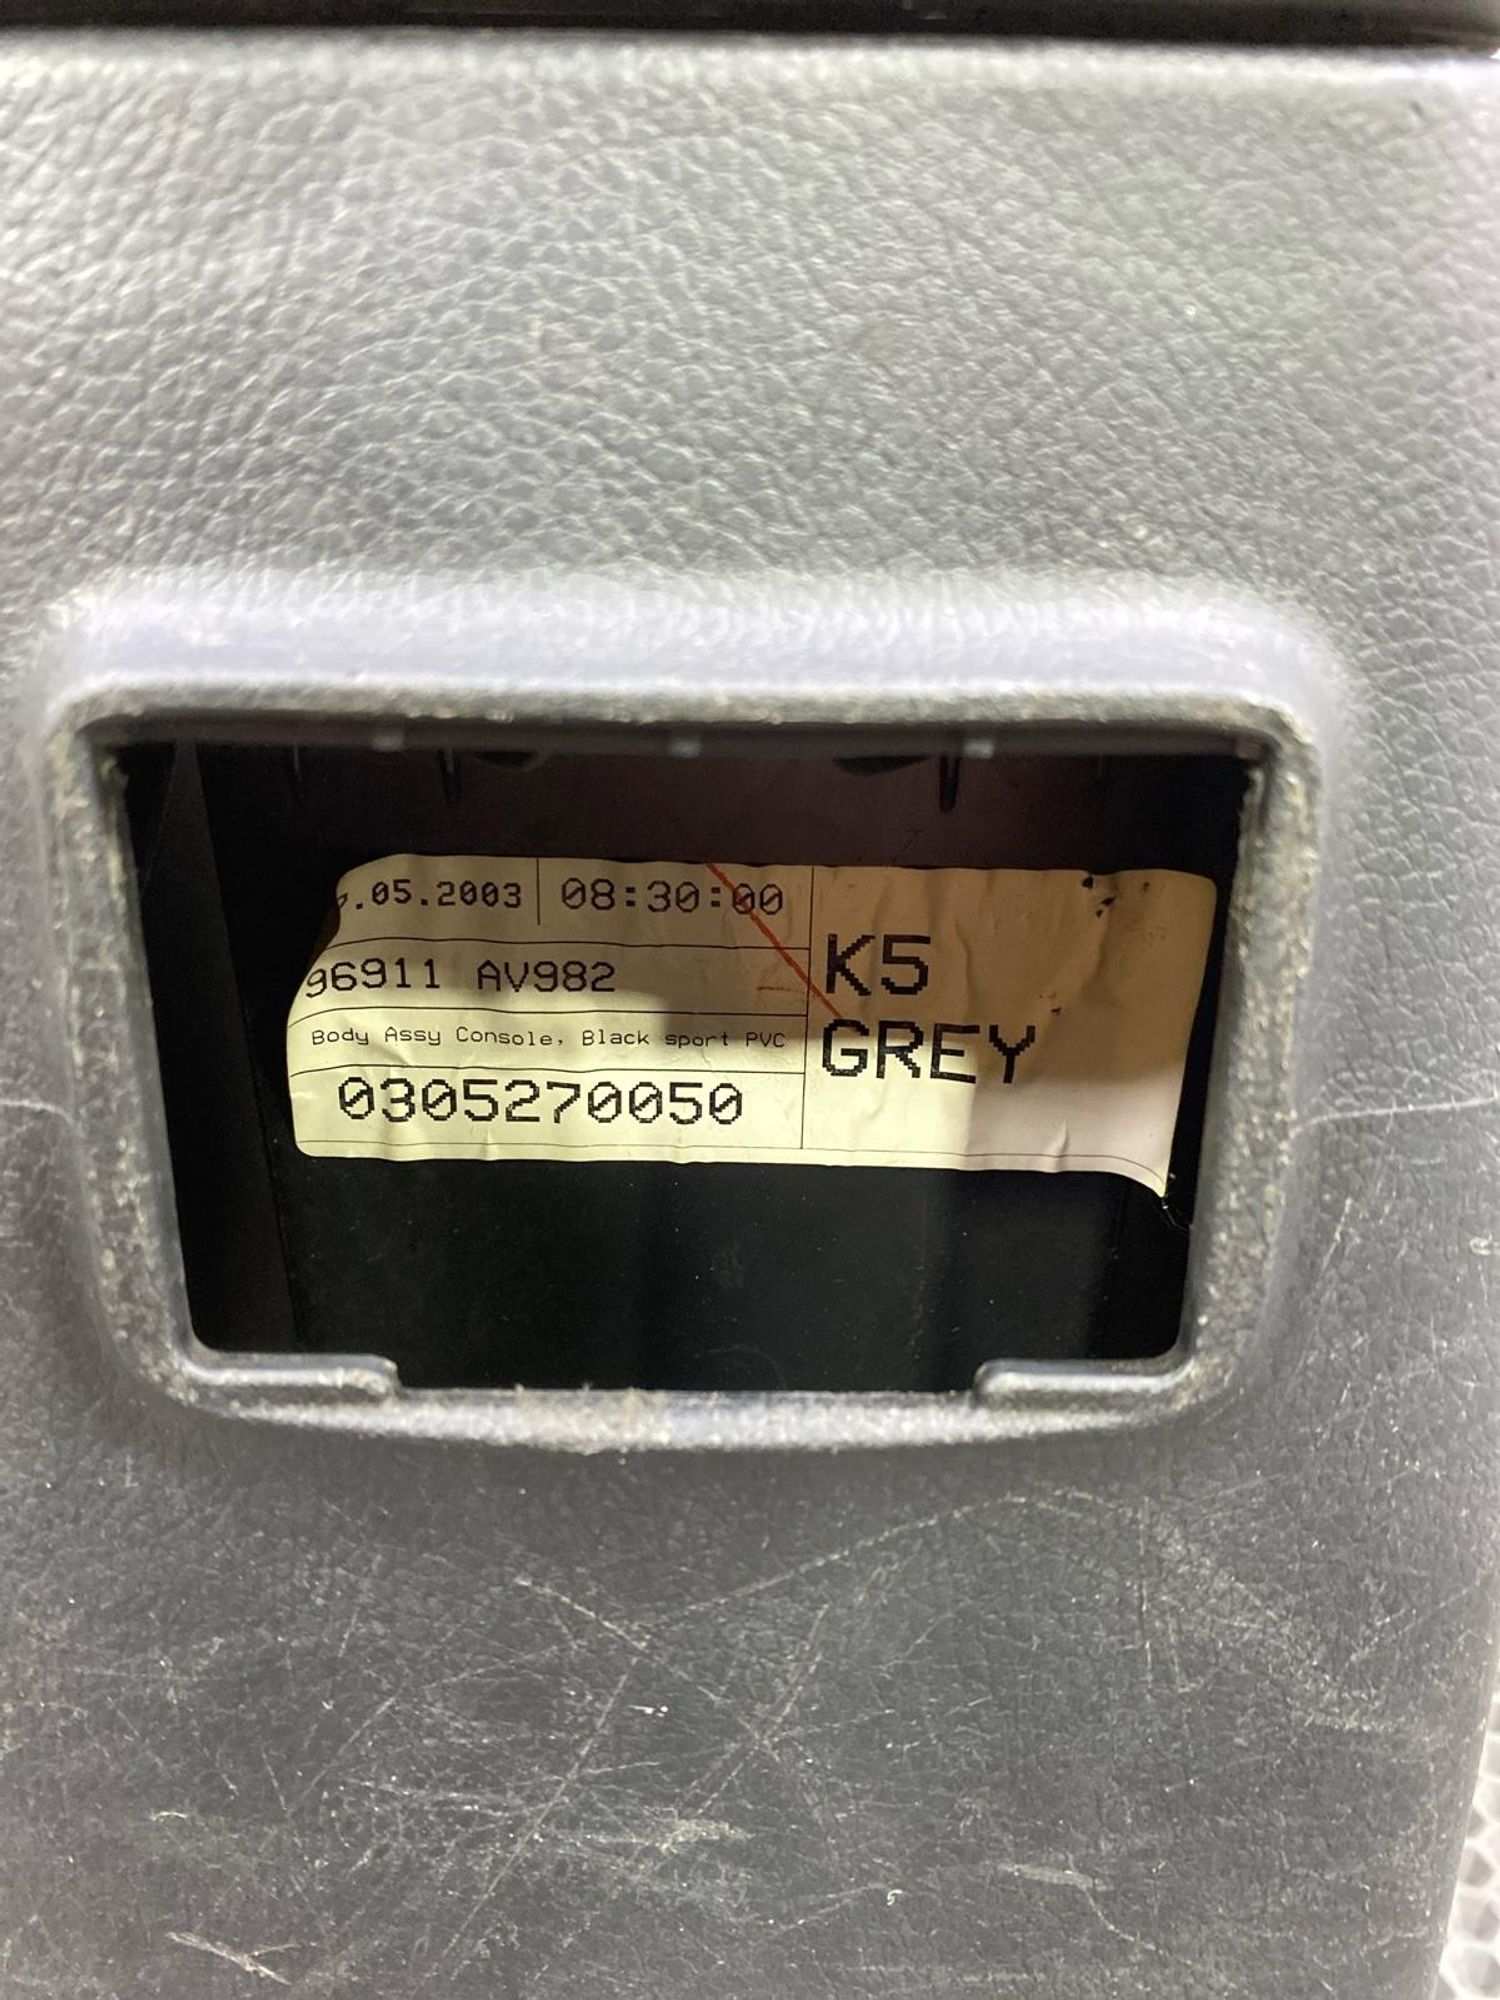 .05.2003 08:30:00
96911 AV982
Body Assy Console, Black sport PVC
0305270050
K5
GREY